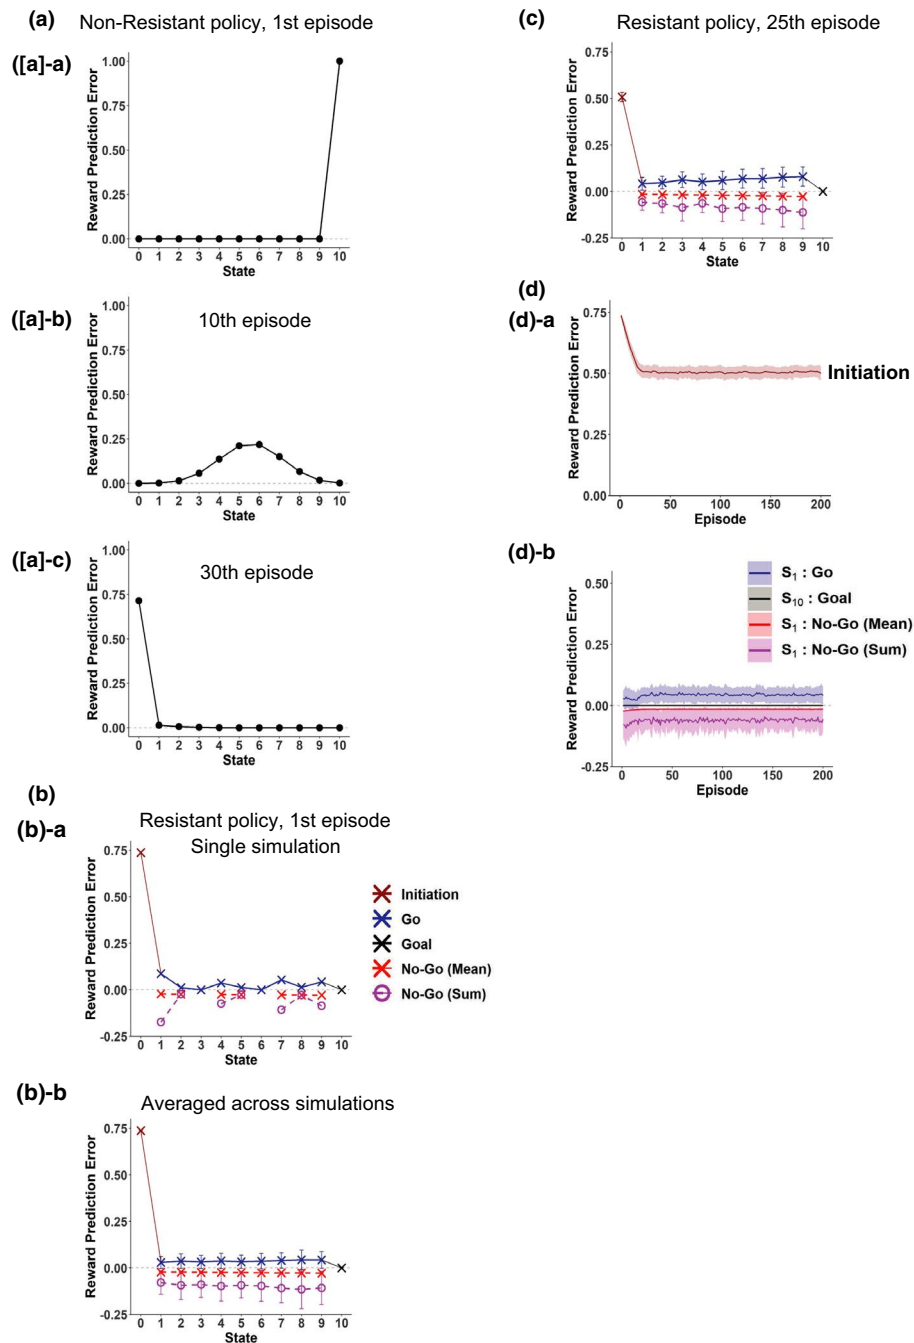 (a)
Non-Resistant policy, 1st episode
([a]-a)
Reward Prediction Error
1.00
0.75
0.50
0.25
0.00
0 1 2 3 4 5 6 7 8 9 10
State
([a]-b)
10th episode
Reward Prediction Error
1.00
0.75
0.50
0.25
0.00
0 1 2 3 4 5 6 7 8 9 10
State
([a]-c)
30th episode
Reward Prediction Error
1.00
0.75
0.50
0.25
0.00
0 1 2 3 4 5 6 7 8 9 10
State
(b)
(b)-a
Resistant policy, 1st episode
Single simulation
Reward Prediction Error
0.75
0.50
0.25
0.00
-0.25
0 1 2 3 4 5 6 7 8 9 10
State
Initiation
Go
Goal
No-Go (Mean)
No-Go (Sum)
(b)-b
Averaged across simulations
Reward Prediction Error
0.75
0.50
0.25
0.00
-0.25
0 1 2 3 4 5 6 7 8 9 10
State
(c)
Resistant policy, 25th episode
Reward Prediction Error
0.75
0.50
0.25
0.00
-0.25
0 1 2 3 4 5 6 7 8 9 10
State
(d)
(d)-a
Reward Prediction Error
0.75
0.50
0.25
0.00
0 50 100 150 200
Episode
Initiation
(d)-b
Reward Prediction Error
0.50
0.25
0.00
-0.25
0 50 100 150 200
Episode
S₁ : Go
S₁₀ : Goal
S₁ : No-Go (Mean)
S₁ : No-Go (Sum)